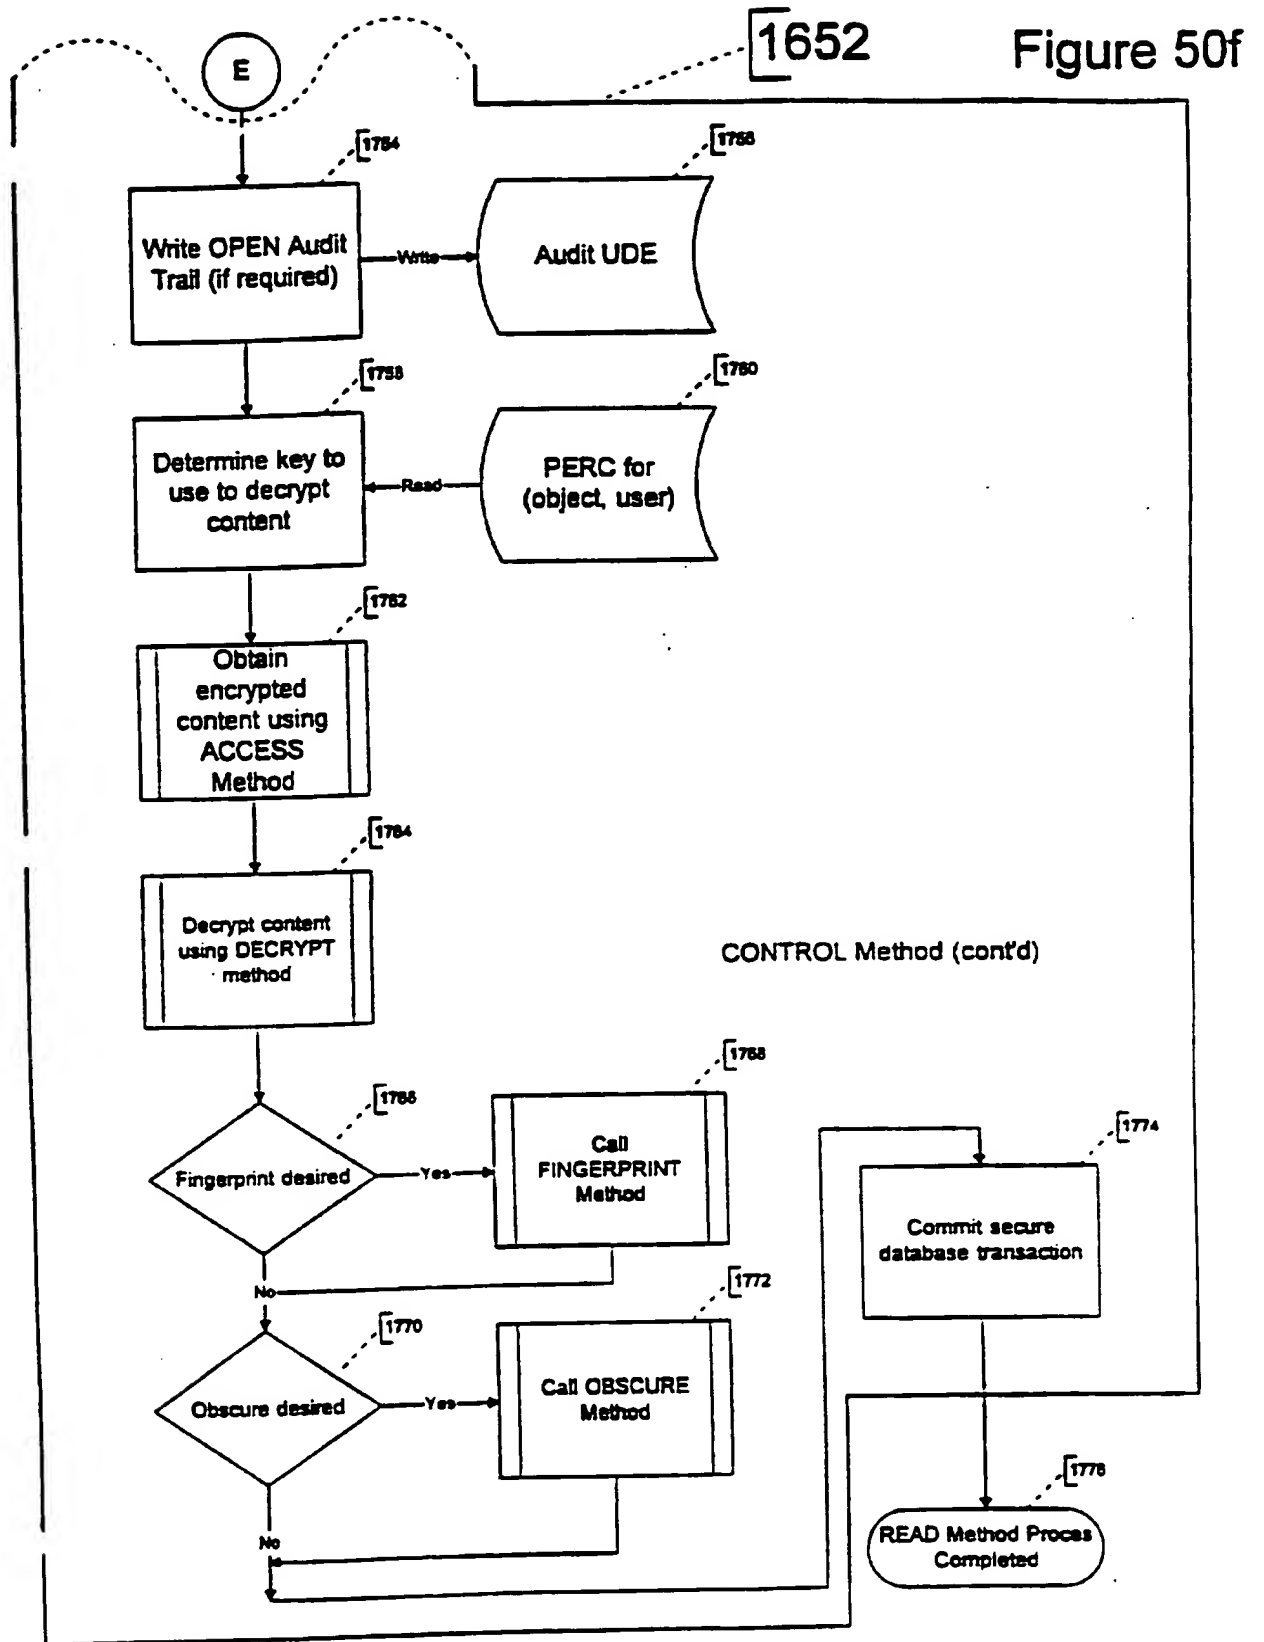 1652
Figure 50f
E
1754
1756
Write OPEN Audit
Trail (if required)
Write
Audit UDE
1758
1760
Determine key to
use to decrypt
content
Read
PERC for
(object, user)
1762
Obtain
encrypted
content using
ACCESS
Method
1764
Decrypt content
using DECRYPT
method
CONTROL Method (cont'd)
1766
1768
Fingerprint desired
Yes
Call
FINGERPRINT
Method
1774
Commit secure
database transaction
No
1770
1772
Obscure desired
Yes
Call OBSCURE
Method
1776
READ Method Proces
Completed
No